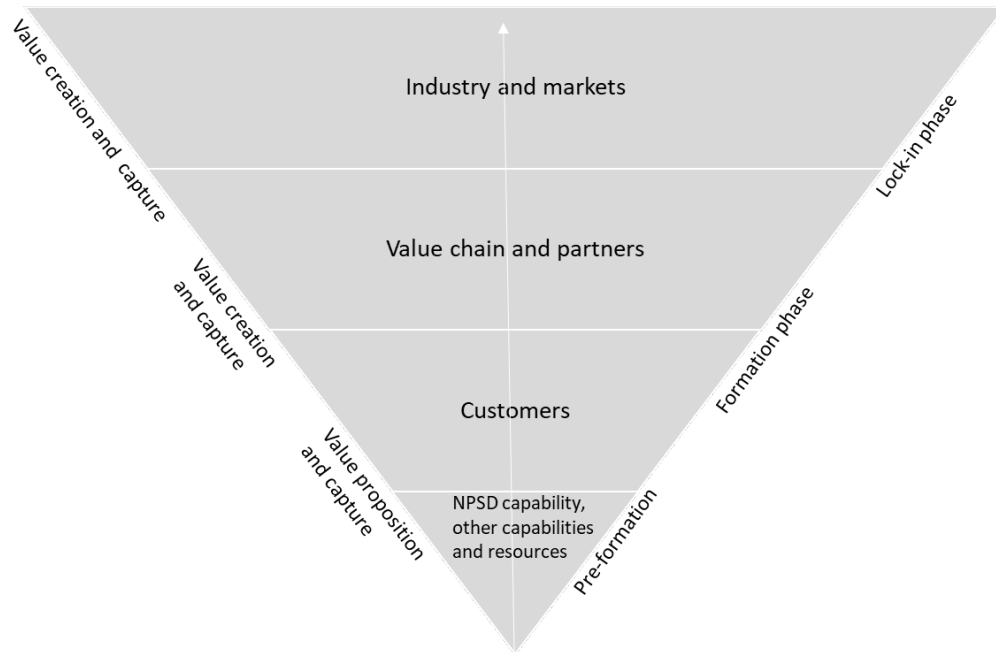 Industry and markets
Value creation and capture
Lock-in phase
Value chain and partners
Value creation
and capture
Formation phase
Customers
Value proposition
and capture
NPSD capability,
other capabilities
and resources
Pre-formation